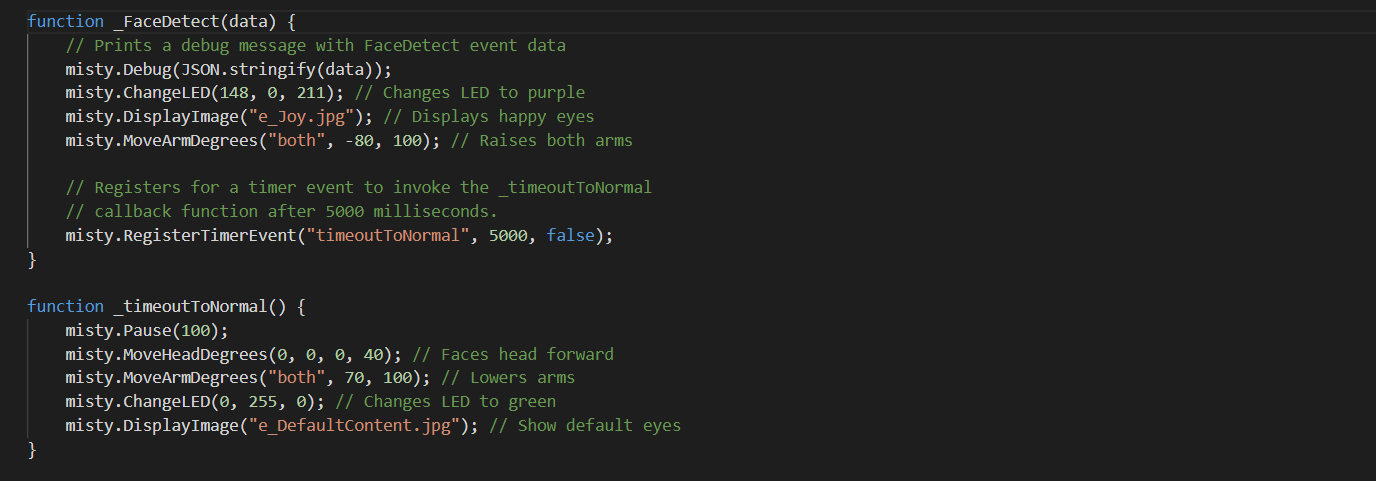 function _FaceDetect(data) {
    // Prints a debug message with FaceDetect event data
    misty.Debug(JSON.stringify(data));
    misty.ChangeLED(148, 0, 211); // Changes LED to purple
    misty.DisplayImage("e_Joy.jpg"); // Displays happy eyes
    misty.MoveArmDegrees("both", -80, 100); // Raises both arms

    // Registers for a timer event to invoke the _timeoutToNormal
    // callback function after 5000 milliseconds.
    misty.RegisterTimerEvent("timeoutToNormal", 5000, false);
}

function _timeoutToNormal() {
    misty.Pause(100);
    misty.MoveHeadDegrees(0, 0, 0, 40); // Faces head forward
    misty.MoveArmDegrees("both", 70, 100); // Lowers arms
    misty.ChangeLED(0, 255, 0); // Changes LED to green
    misty.DisplayImage("e_DefaultContent.jpg"); // Show default eyes
}